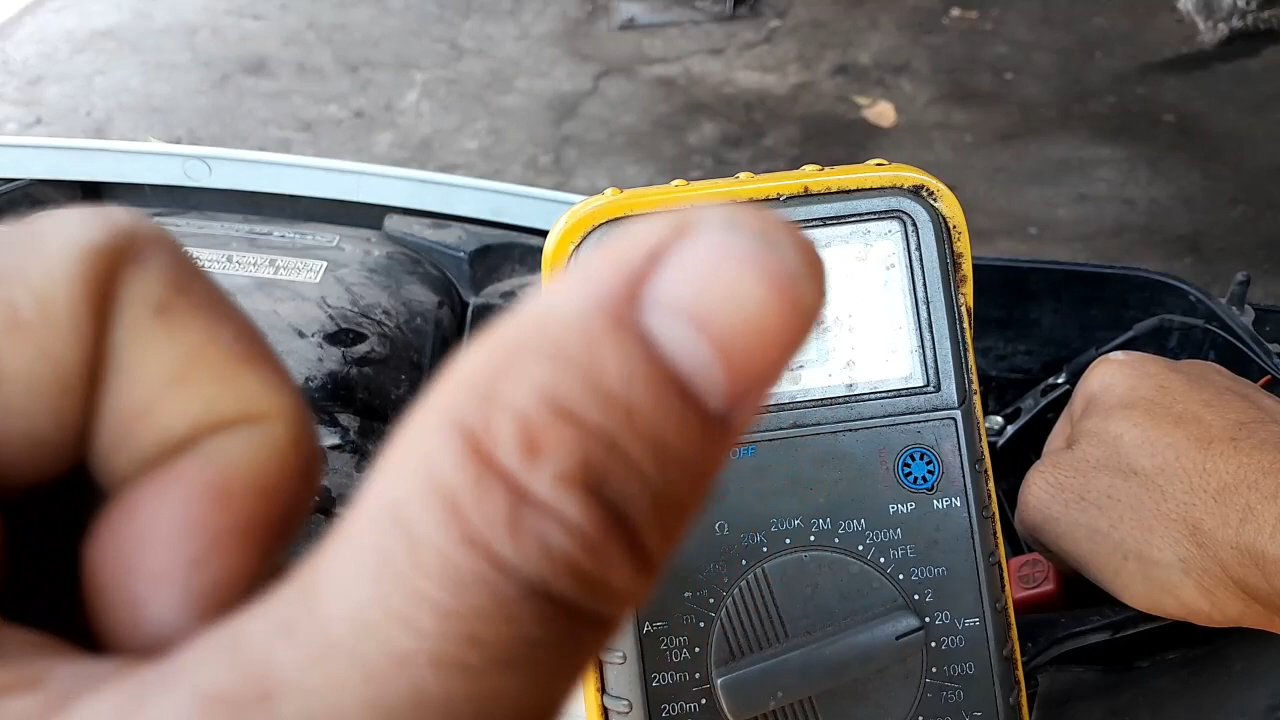 MESIN MENGGUNAKAN
BENSIN TANPA TIMBAL
OFF
PNP NPN
Ω
20K
200K
2M
20M
200M
hFE
200m
2
20
V⎓
200
1000
750
V~
A⎓
20m
10A
200m
200m